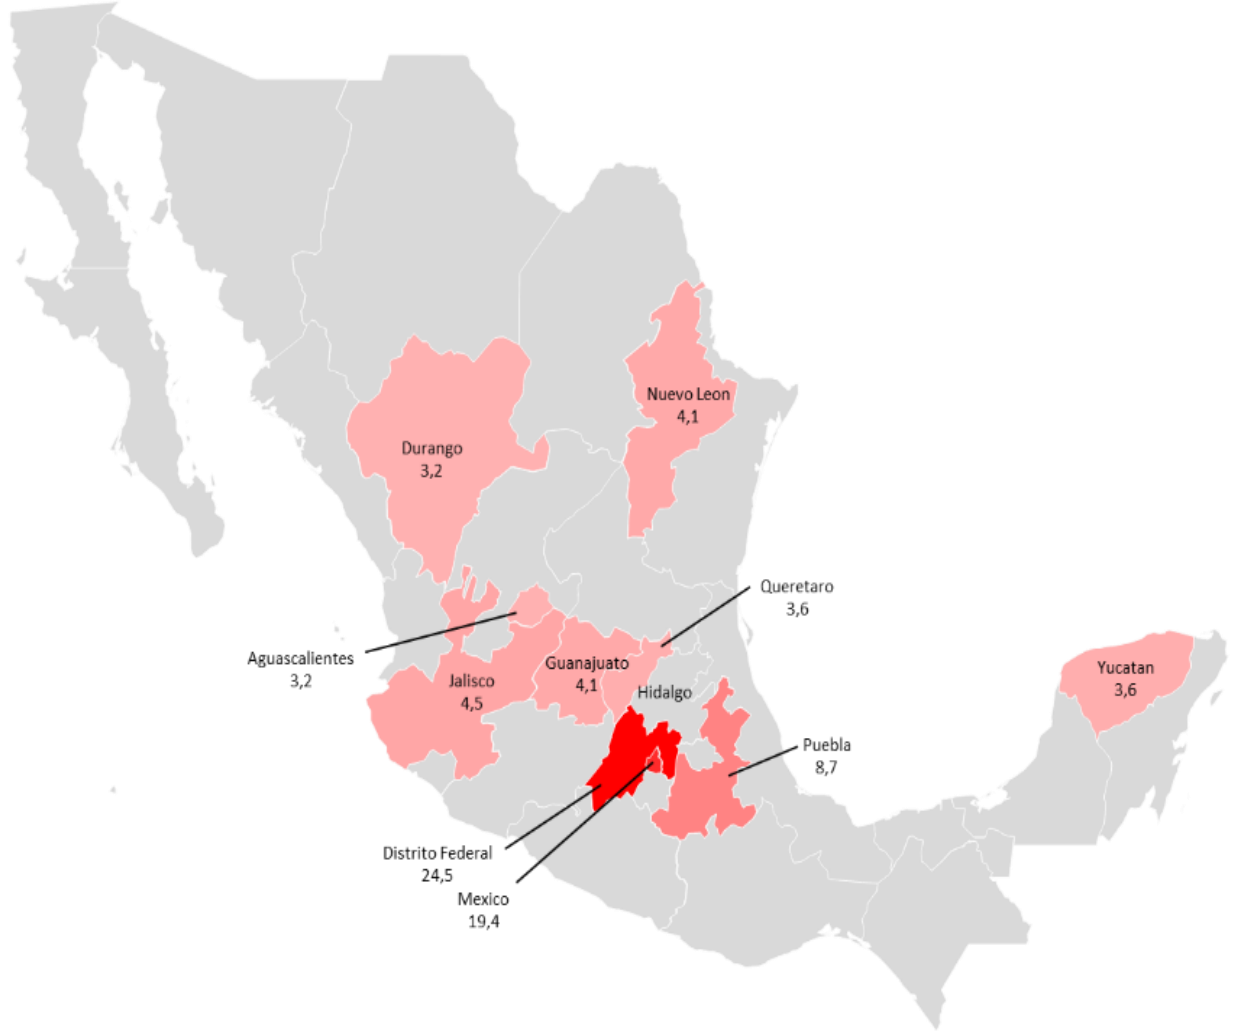 Nuevo Leon
4,1
Durango
3,2
Queretaro
3,6
Aguascalientes
3,2
Guanajuato
4,1
Jalisco
4,5
Hidalgo
Yucatan
3,6
Puebla
8,7
Distrito Federal
24,5
Mexico
19,4